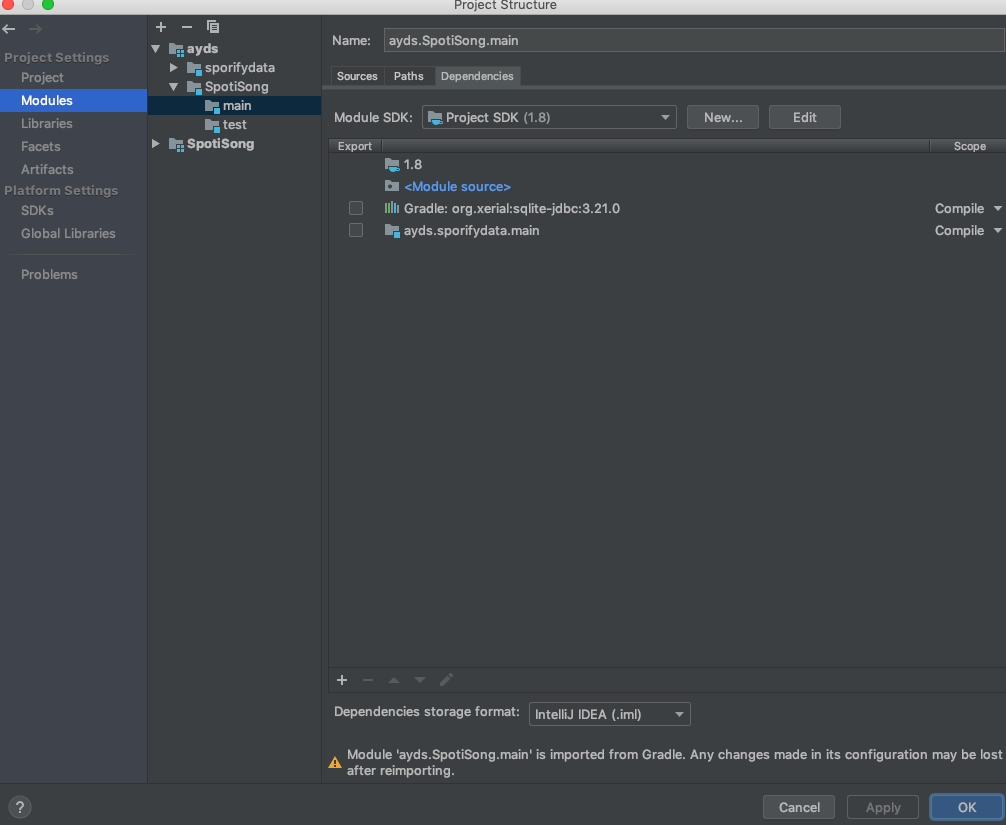 Project Structure
Project Settings
Project
Modules
Libraries
Facets
Artifacts
Platform Settings
SDKs
Global Libraries
Problems
ayds
sporifydata
SpotiSong
main
test
SpotiSong
Name: ayds.SpotiSong.main
Sources Paths Dependencies
Module SDK: Project SDK (1.8) New... Edit
Export Scope
1.8
<Module source>
Gradle: org.xerial:sqlite-jdbc:3.21.0 Compile
ayds.sporifydata.main Compile
Dependencies storage format: IntelliJ IDEA (.iml)
Module 'ayds.SpotiSong.main' is imported from Gradle. Any changes made in its configuration may be lost
after reimporting.
? Cancel Apply OK